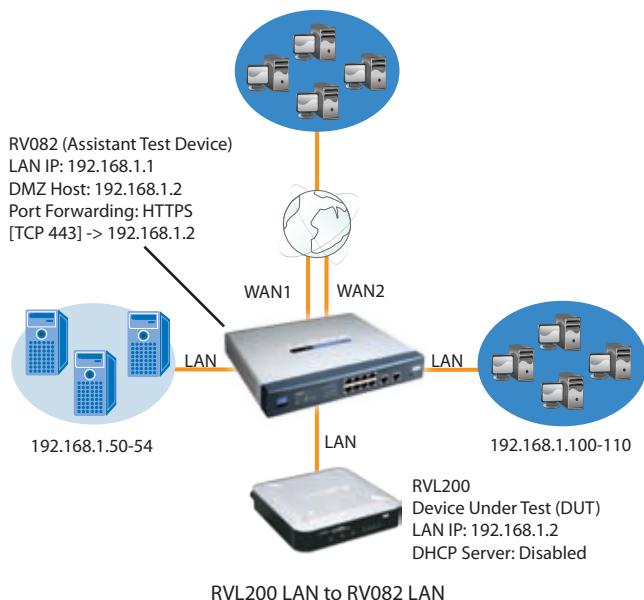 RV082 (Assistant Test Device)
LAN IP: 192.168.1.1
DMZ Host: 192.168.1.2
Port Forwarding: HTTPS
[TCP 443] -> 192.168.1.2
WAN1
WAN2
LAN
LAN
192.168.1.50-54
192.168.1.100-110
LAN
RVL200
Device Under Test (DUT)
LAN IP: 192.168.1.2
DHCP Server: Disabled
RVL200 LAN to RV082 LAN